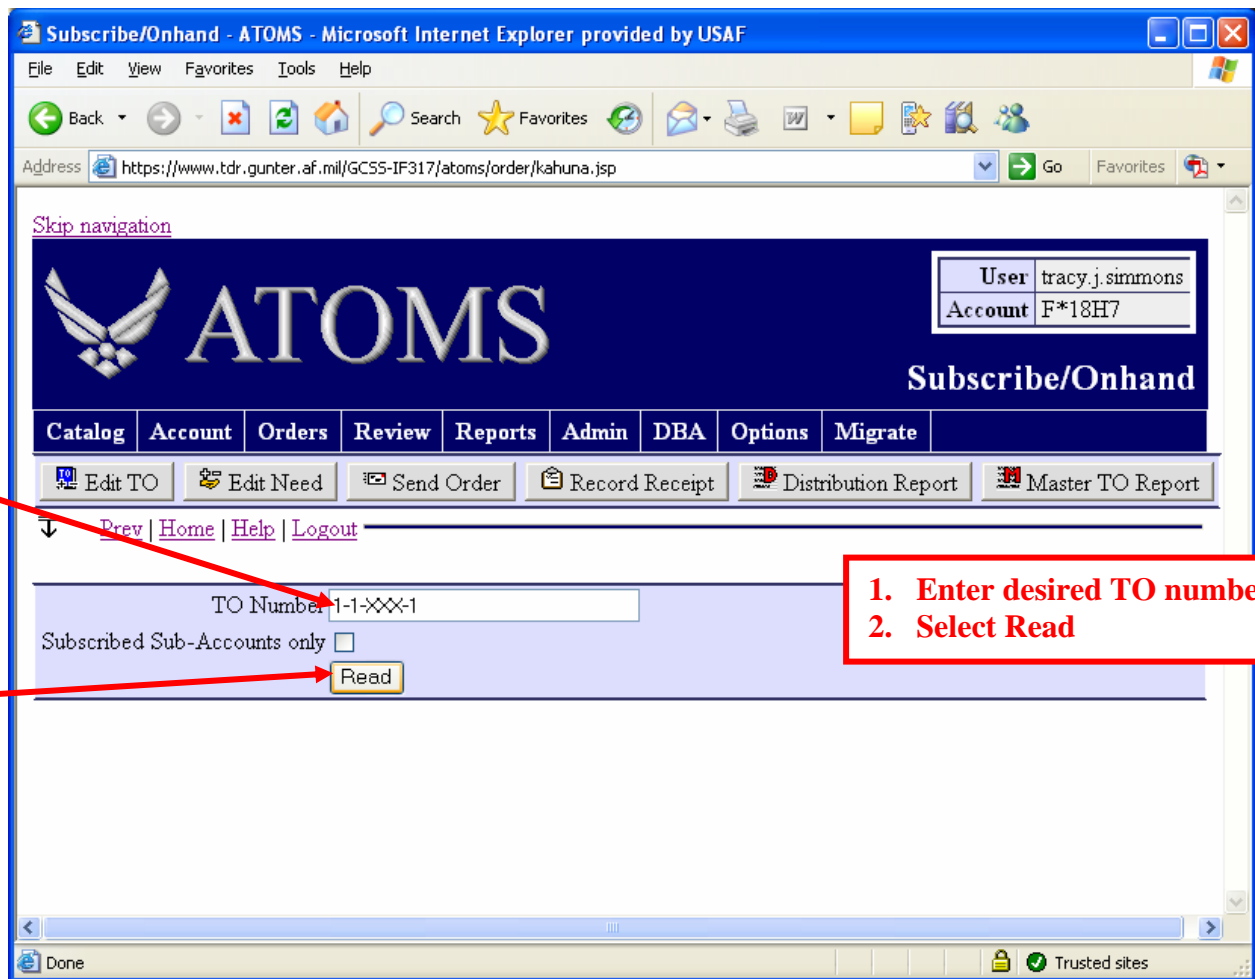 Subscribe/Onhand - ATOMS - Microsoft Internet Explorer provided by USAF
File Edit View Favorites Tools Help
Back Search Favorites
Address https://www.tdr.gunter.af.mil/GCSS-IF317/atoms/order/kahuna.jsp Go Favorites
Skip navigation
ATOMS
User tracy.j.simmons
Account F*18H7
Subscribe/Onhand
Catalog Account Orders Review Reports Admin DBA Options Migrate
Edit TO Edit Need Send Order Record Receipt Distribution Report Master TO Report
Prev | Home | Help | Logout
1. Enter desired TO numbe
2. Select Read
TO Number 1-1-XXX-1
Subscribed Sub-Accounts only
Read
Done Trusted sites